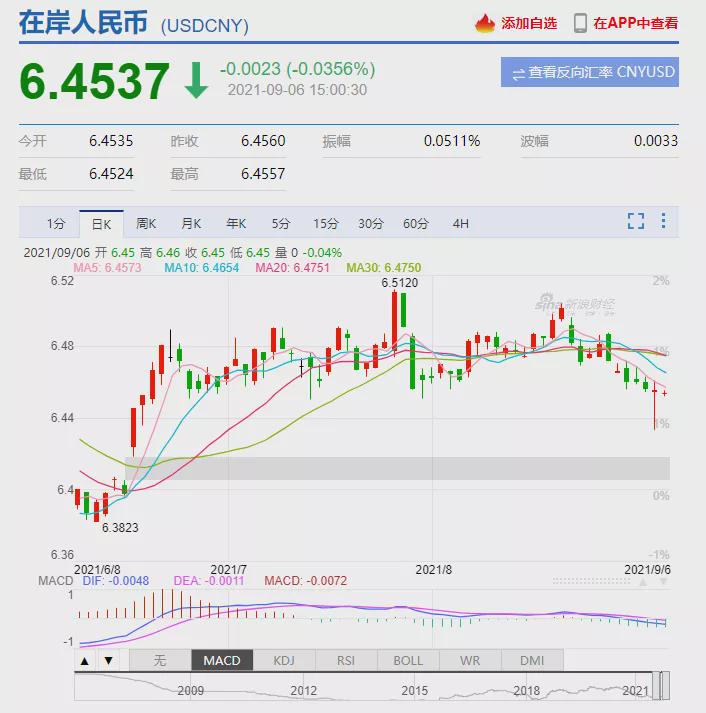 在岸人民币 (USDCNY)
添加自选 在APP中查看
6.4537 -0.0023 (-0.0356%)
2021-09-06 15:00:30
查看反向汇率 CNYUSD
今开 6.4535 昨收 6.4560 振幅 0.0511% 波幅 0.0033
最低 6.4524 最高 6.4557
1分 日K 周K 月K 年K 5分 15分 30分 60分 4H
2021/09/06 开 6.45 高 6.46 收 6.45 低 6.45 量 0 -0.04%
MA5: 6.4573 MA10: 6.4654 MA20: 6.4751 MA30: 6.4750
6.52 6.5120 2%
sina 新浪财经
6.48 1%
6.44 1%
6.4 0%
6.3823
6.36 -1%
2021/6/8 2021/7 2021/8 2021/9/6
MACD DIF: -0.0048 DEA: -0.0011 MACD: -0.0072
1
-1
▲ ▼ 无 MACD KDJ RSI BOLL WR DMI
2009 2012 2015 2018 2021